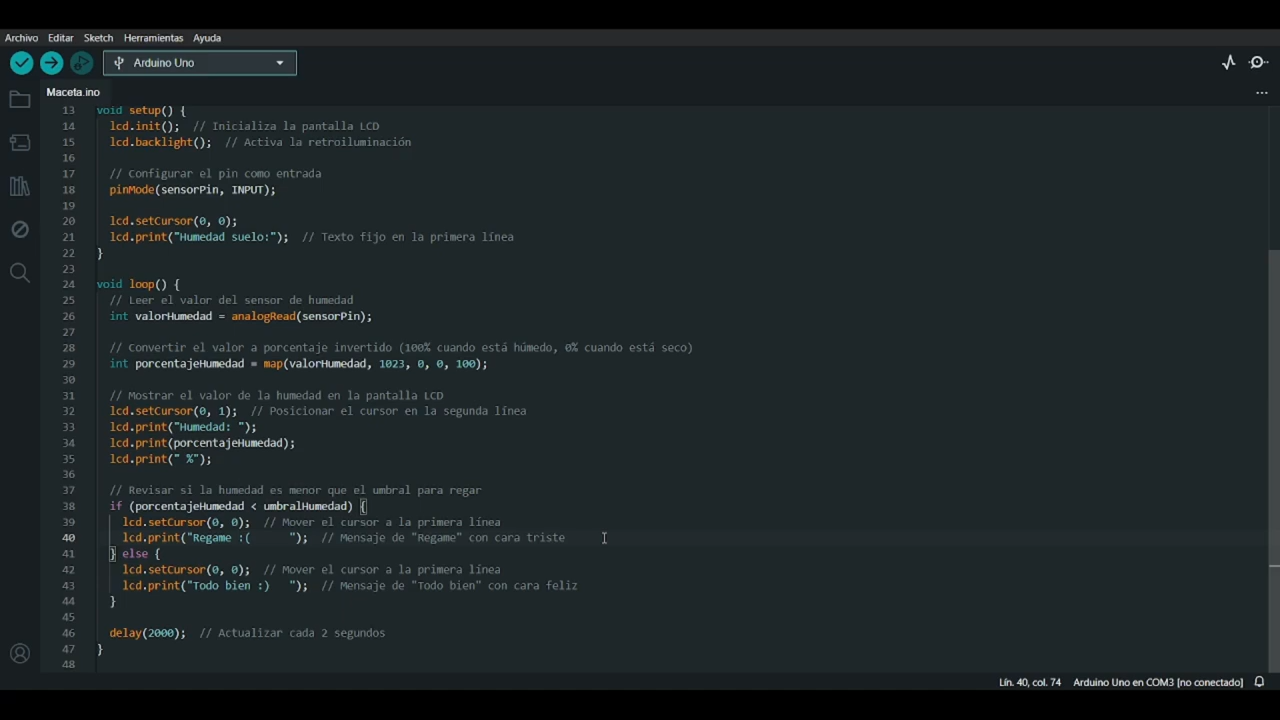 Archivo Editar Sketch Herramientas Ayuda
Arduino Uno
Maceta.ino
13 void setup() {
14 lcd.init(); // Inicializa la pantalla LCD
15 lcd.backlight(); // Activa la retroiluminación
16
17 // Configurar el pin como entrada
18 pinMode(sensorPin, INPUT);
19
20 lcd.setCursor(0, 0);
21 lcd.print("Humedad suelo:"); // Texto fijo en la primera línea
22 }
23
24 void loop() {
25 // Leer el valor del sensor de humedad
26 int valorHumedad = analogRead(sensorPin);
27
28 // Convertir el valor a porcentaje invertido (100% cuando está húmedo, 0% cuando está seco)
29 int porcentajeHumedad = map(valorHumedad, 1023, 0, 0, 100);
30
31 // Mostrar el valor de la humedad en la pantalla LCD
32 lcd.setCursor(0, 1); // Posicionar el cursor en la segunda línea
33 lcd.print("Humedad: ");
34 lcd.print(porcentajeHumedad);
35 lcd.print(" %");
36
37 // Revisar si la humedad es menor que el umbral para regar
38 if (porcentajeHumedad < umbralHumedad) {
39 lcd.setCursor(0, 0); // Mover el cursor a la primera línea
40 lcd.print("Regame :(      "); // Mensaje de "Regame" con cara triste
41 } else {
42 lcd.setCursor(0, 0); // Mover el cursor a la primera línea
43 lcd.print("Todo bien :)   "); // Mensaje de "Todo bien" con cara feliz
44 }
45
46 delay(2000); // Actualizar cada 2 segundos
47 }
48
Lín. 40, col. 74 Arduino Uno en COM3 [no conectado]